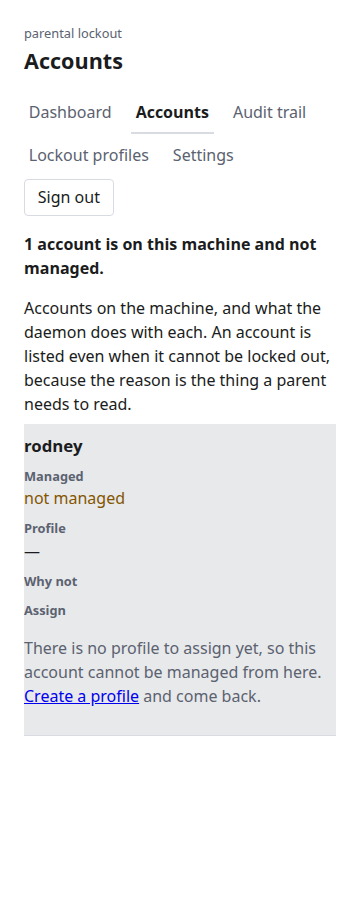 parental lockout
Accounts
Dashboard Accounts Audit trail
Lockout profiles Settings
Sign out
1 account is on this machine and not
managed.
Accounts on the machine, and what the
daemon does with each. An account is
listed even when it cannot be locked out,
because the reason is the thing a parent
needs to read.
rodney
Managed
not managed
Profile
—
Why not
Assign
There is no profile to assign yet, so this
account cannot be managed from here.
Create a profile and come back.